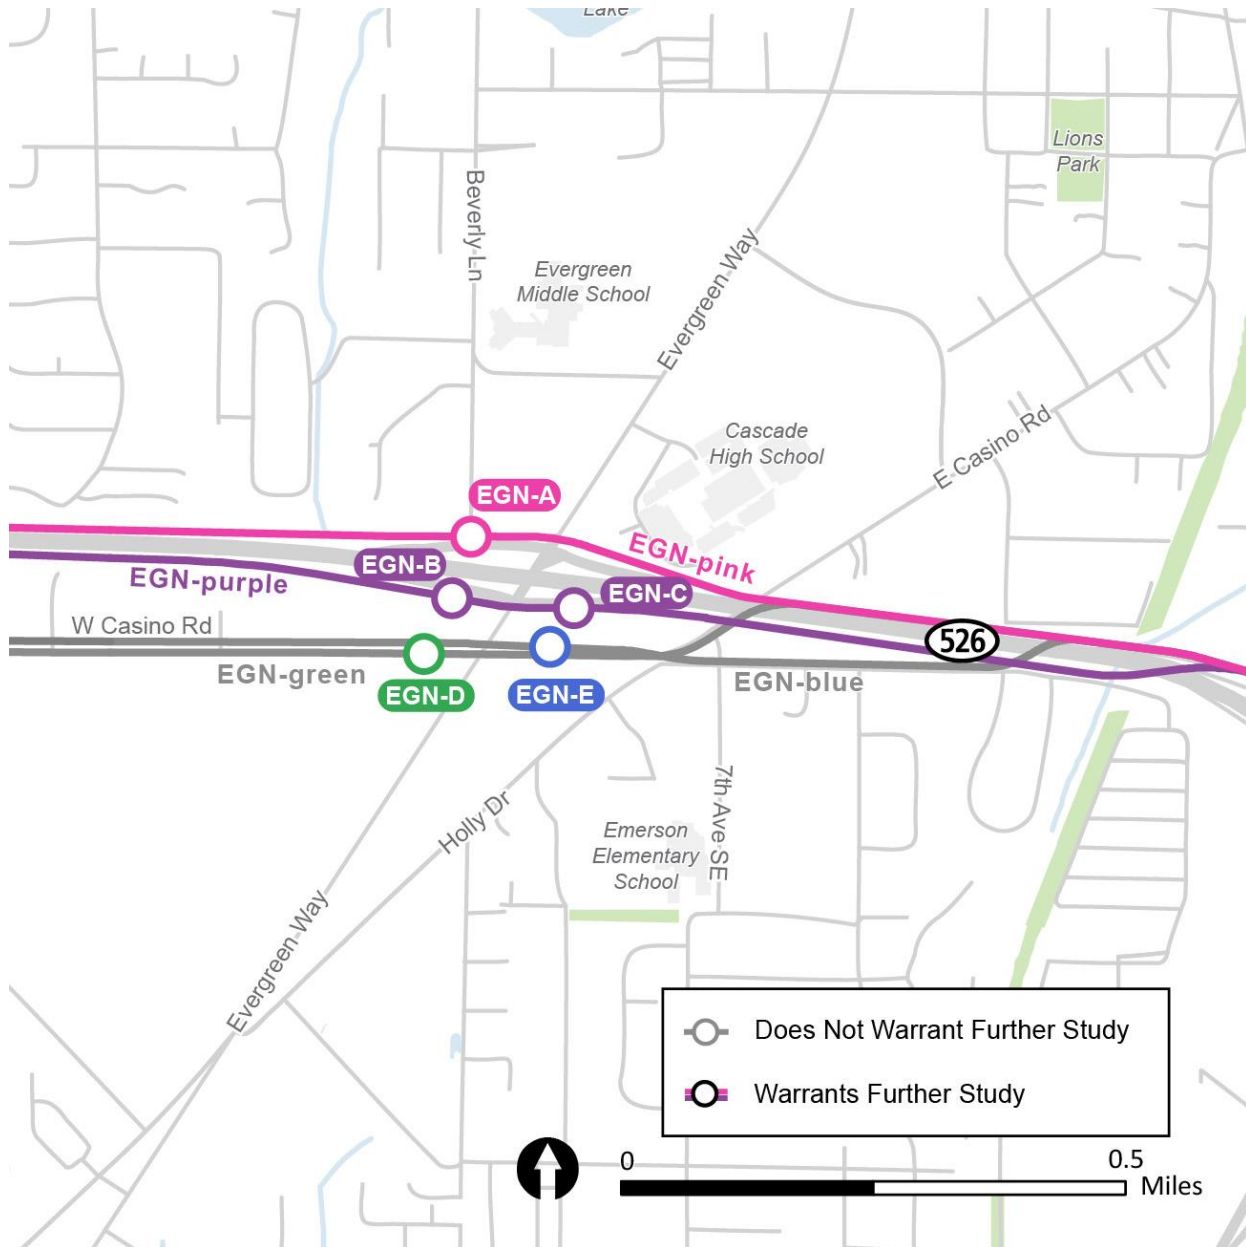 Lake
Lions
Park
Beverly Ln
Evergreen
Middle School
Evergreen Way
Cascade
High School
E Casino Rd
EGN-A
EGN-pink
EGN-B
EGN-C
EGN-purple
W Casino Rd
526
EGN-green
EGN-D
EGN-E
EGN-blue
7th Ave SE
Holly Dr
Emerson
Elementary
School
Evergreen Way
Does Not Warrant Further Study
Warrants Further Study
0
0.5
Miles